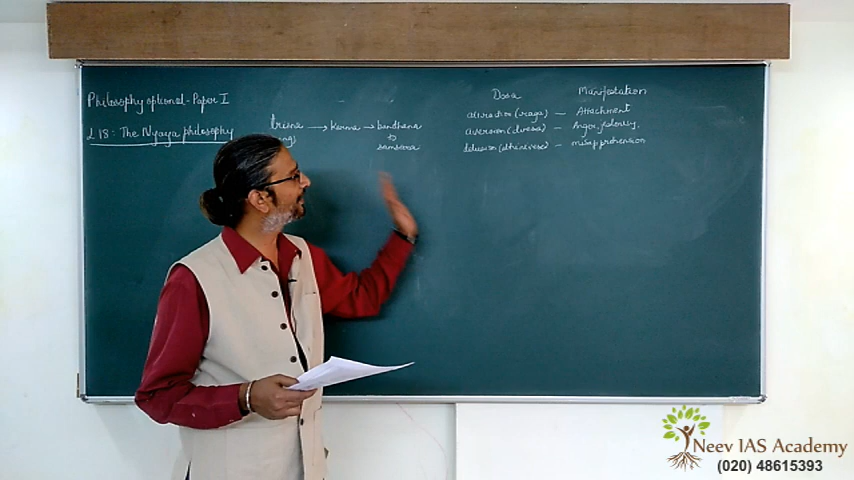 Philosophy optional - Paper I
L 18: The Nyaya philosophy
trisna → karma → bandhana
samsara
Dosa Manifestation
attraction (raga) — Attachment
aversion (dvesa) — Anger, jealousy,
delusion — misapprehension
Neev IAS Academy
(020) 48615393